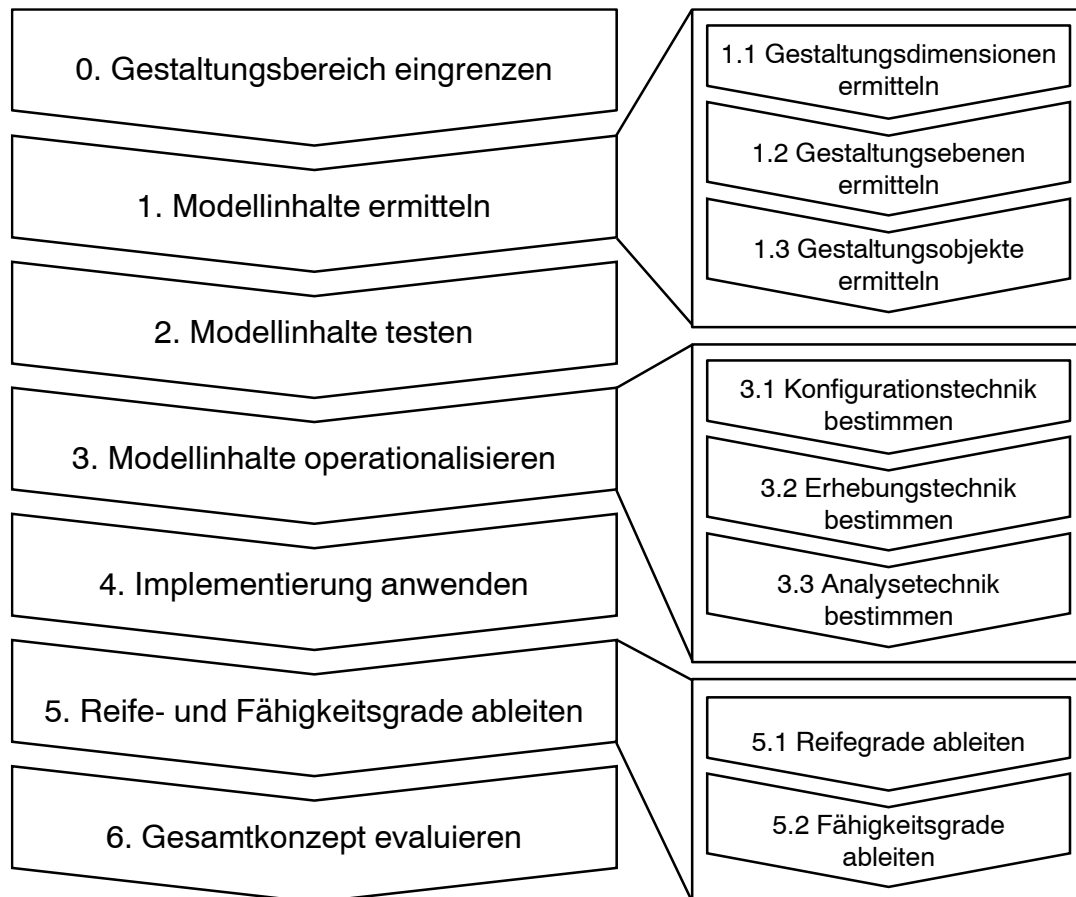 0. Gestaltungsbereich eingrenzen
1. Modellinhalte ermitteln
1.1 Gestaltungsdimensionen
ermitteln
1.2 Gestaltungsebenen
ermitteln
1.3 Gestaltungsobjekte
ermitteln
2. Modellinhalte testen
3. Modellinhalte operationalisieren
3.1 Konfigurationstechnik
bestimmen
3.2 Erhebungstechnik
bestimmen
3.3 Analysetechnik
bestimmen
4. Implementierung anwenden
5. Reife- und Fähigkeitsgrade ableiten
5.1 Reifegrade ableiten
5.2 Fähigkeitsgrade
ableiten
6. Gesamtkonzept evaluieren